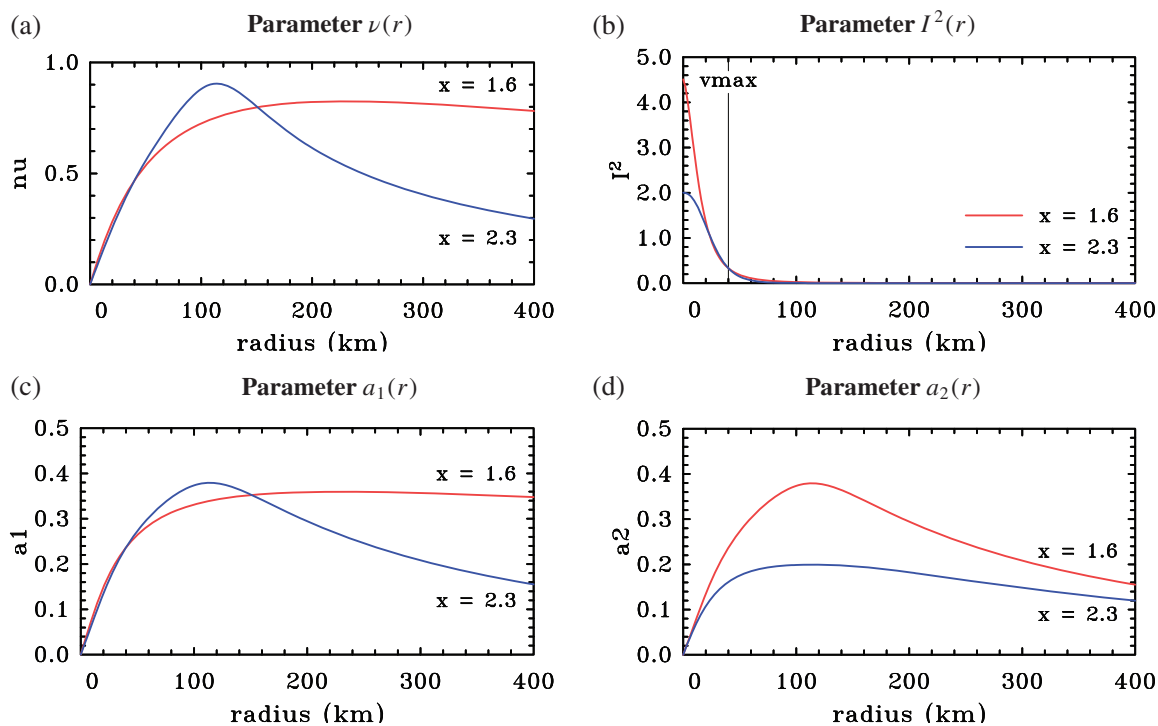 (a) Parameter ν(r)
1.0
0.5
0.0
nu
x = 1.6
x = 2.3
0 100 200 300 400
radius (km)
(b) Parameter I²(r)
5.0
4.0
3.0
2.0
1.0
0.0
I²
vmax
x = 1.6
x = 2.3
0 100 200 300 400
radius (km)
(c) Parameter a₁(r)
0.5
0.4
0.3
0.2
0.1
0.0
a1
x = 1.6
x = 2.3
0 100 200 300 400
radius (km)
(d) Parameter a₂(r)
0.5
0.4
0.3
0.2
0.1
0.0
a2
x = 1.6
x = 2.3
0 100 200 300 400
radius (km)